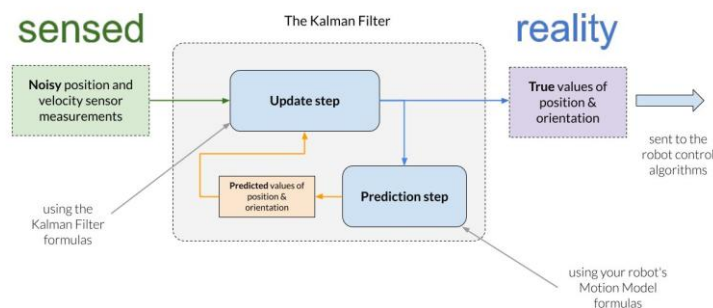 sensed
The Kalman Filter
reality
Noisy position and
velocity sensor
measurements
Update step
True values of
position &
orientation
sent to the
robot control
algorithms
Predicted values of
position &
orientation
Prediction step
using the
Kalman Filter
formulas
using your robot's
Motion Model
formulas